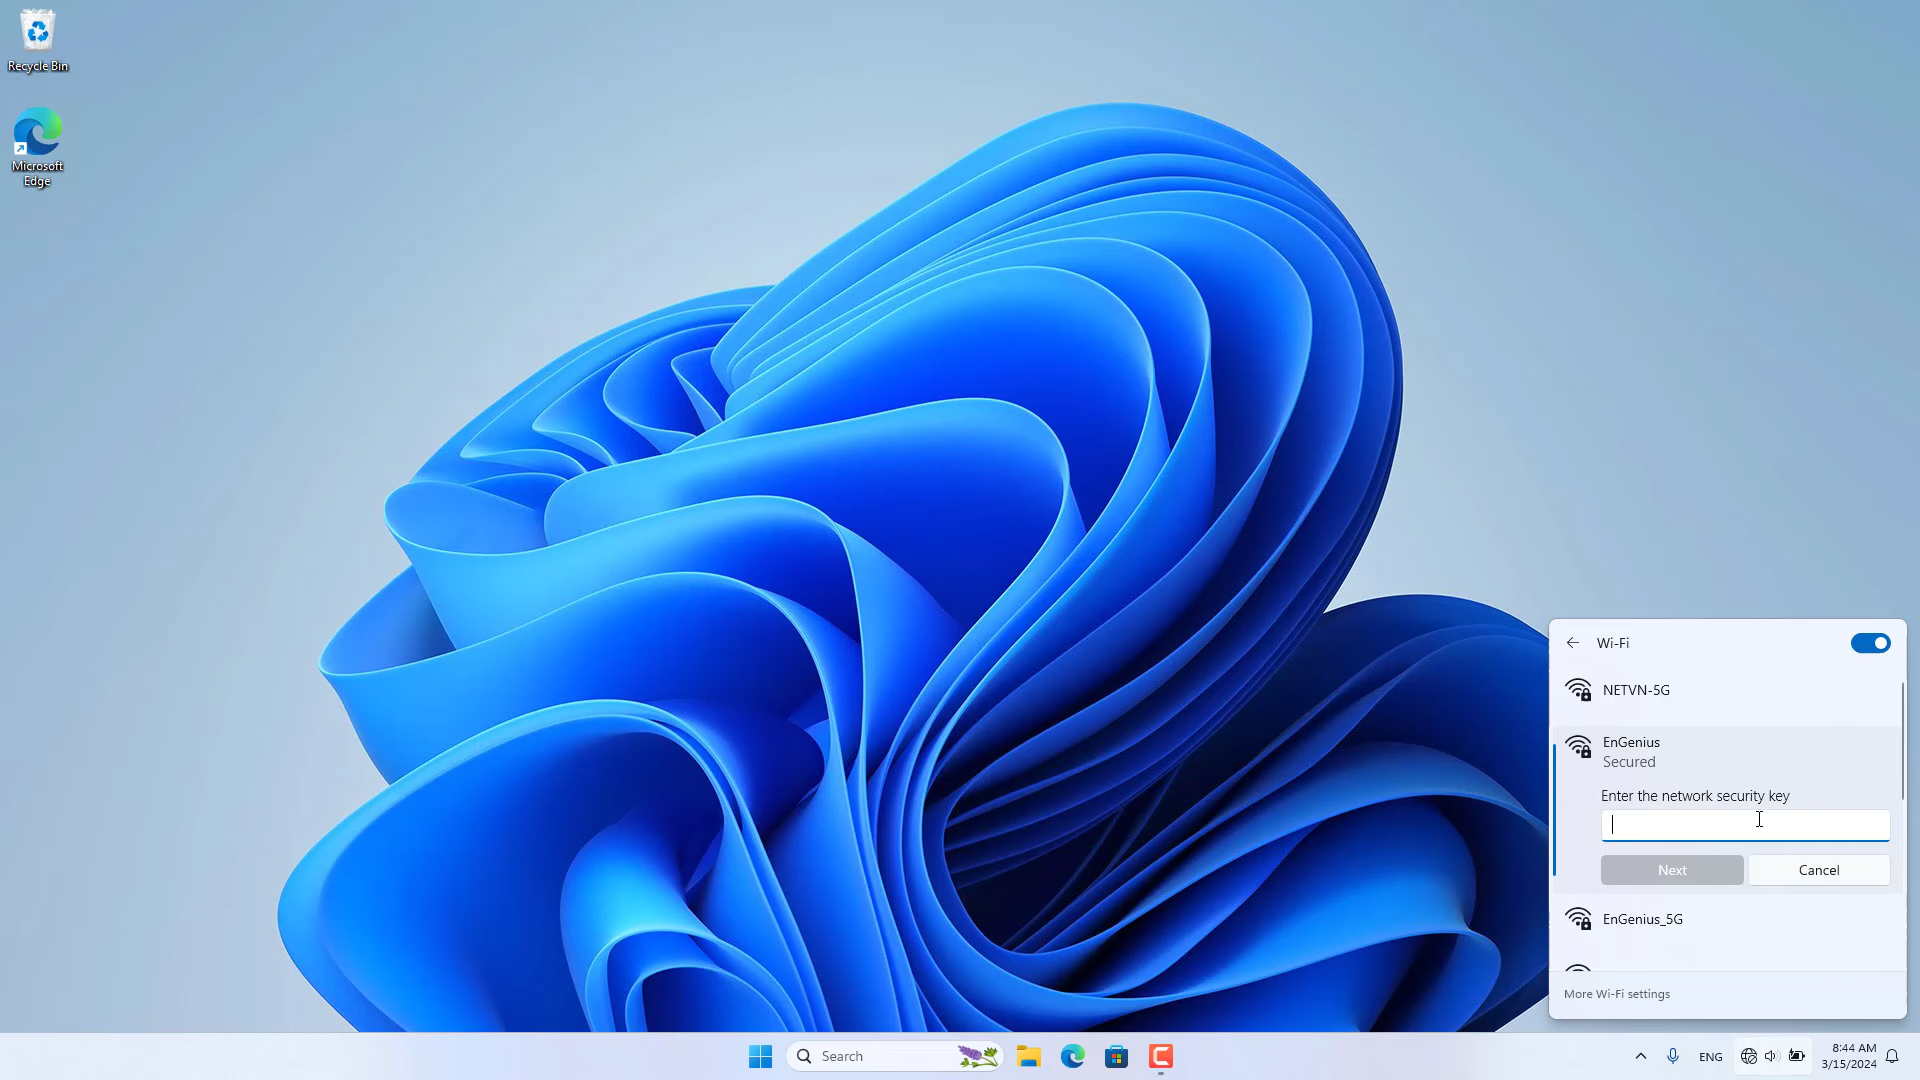 Recycle Bin
Microsoft
Edge
Wi-Fi
NETVN-5G
EnGenius
Secured
Enter the network security key
Next
Cancel
EnGenius_5G
More Wi-Fi settings
Search
ENG
8:44 AM
3/15/2024